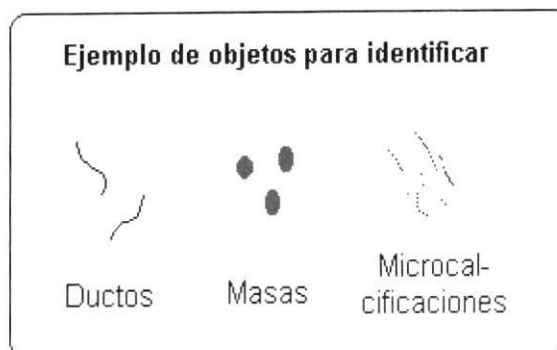 Ejemplo de objetos para identificar
Ductos
Masas
Microcal-
cificaciones